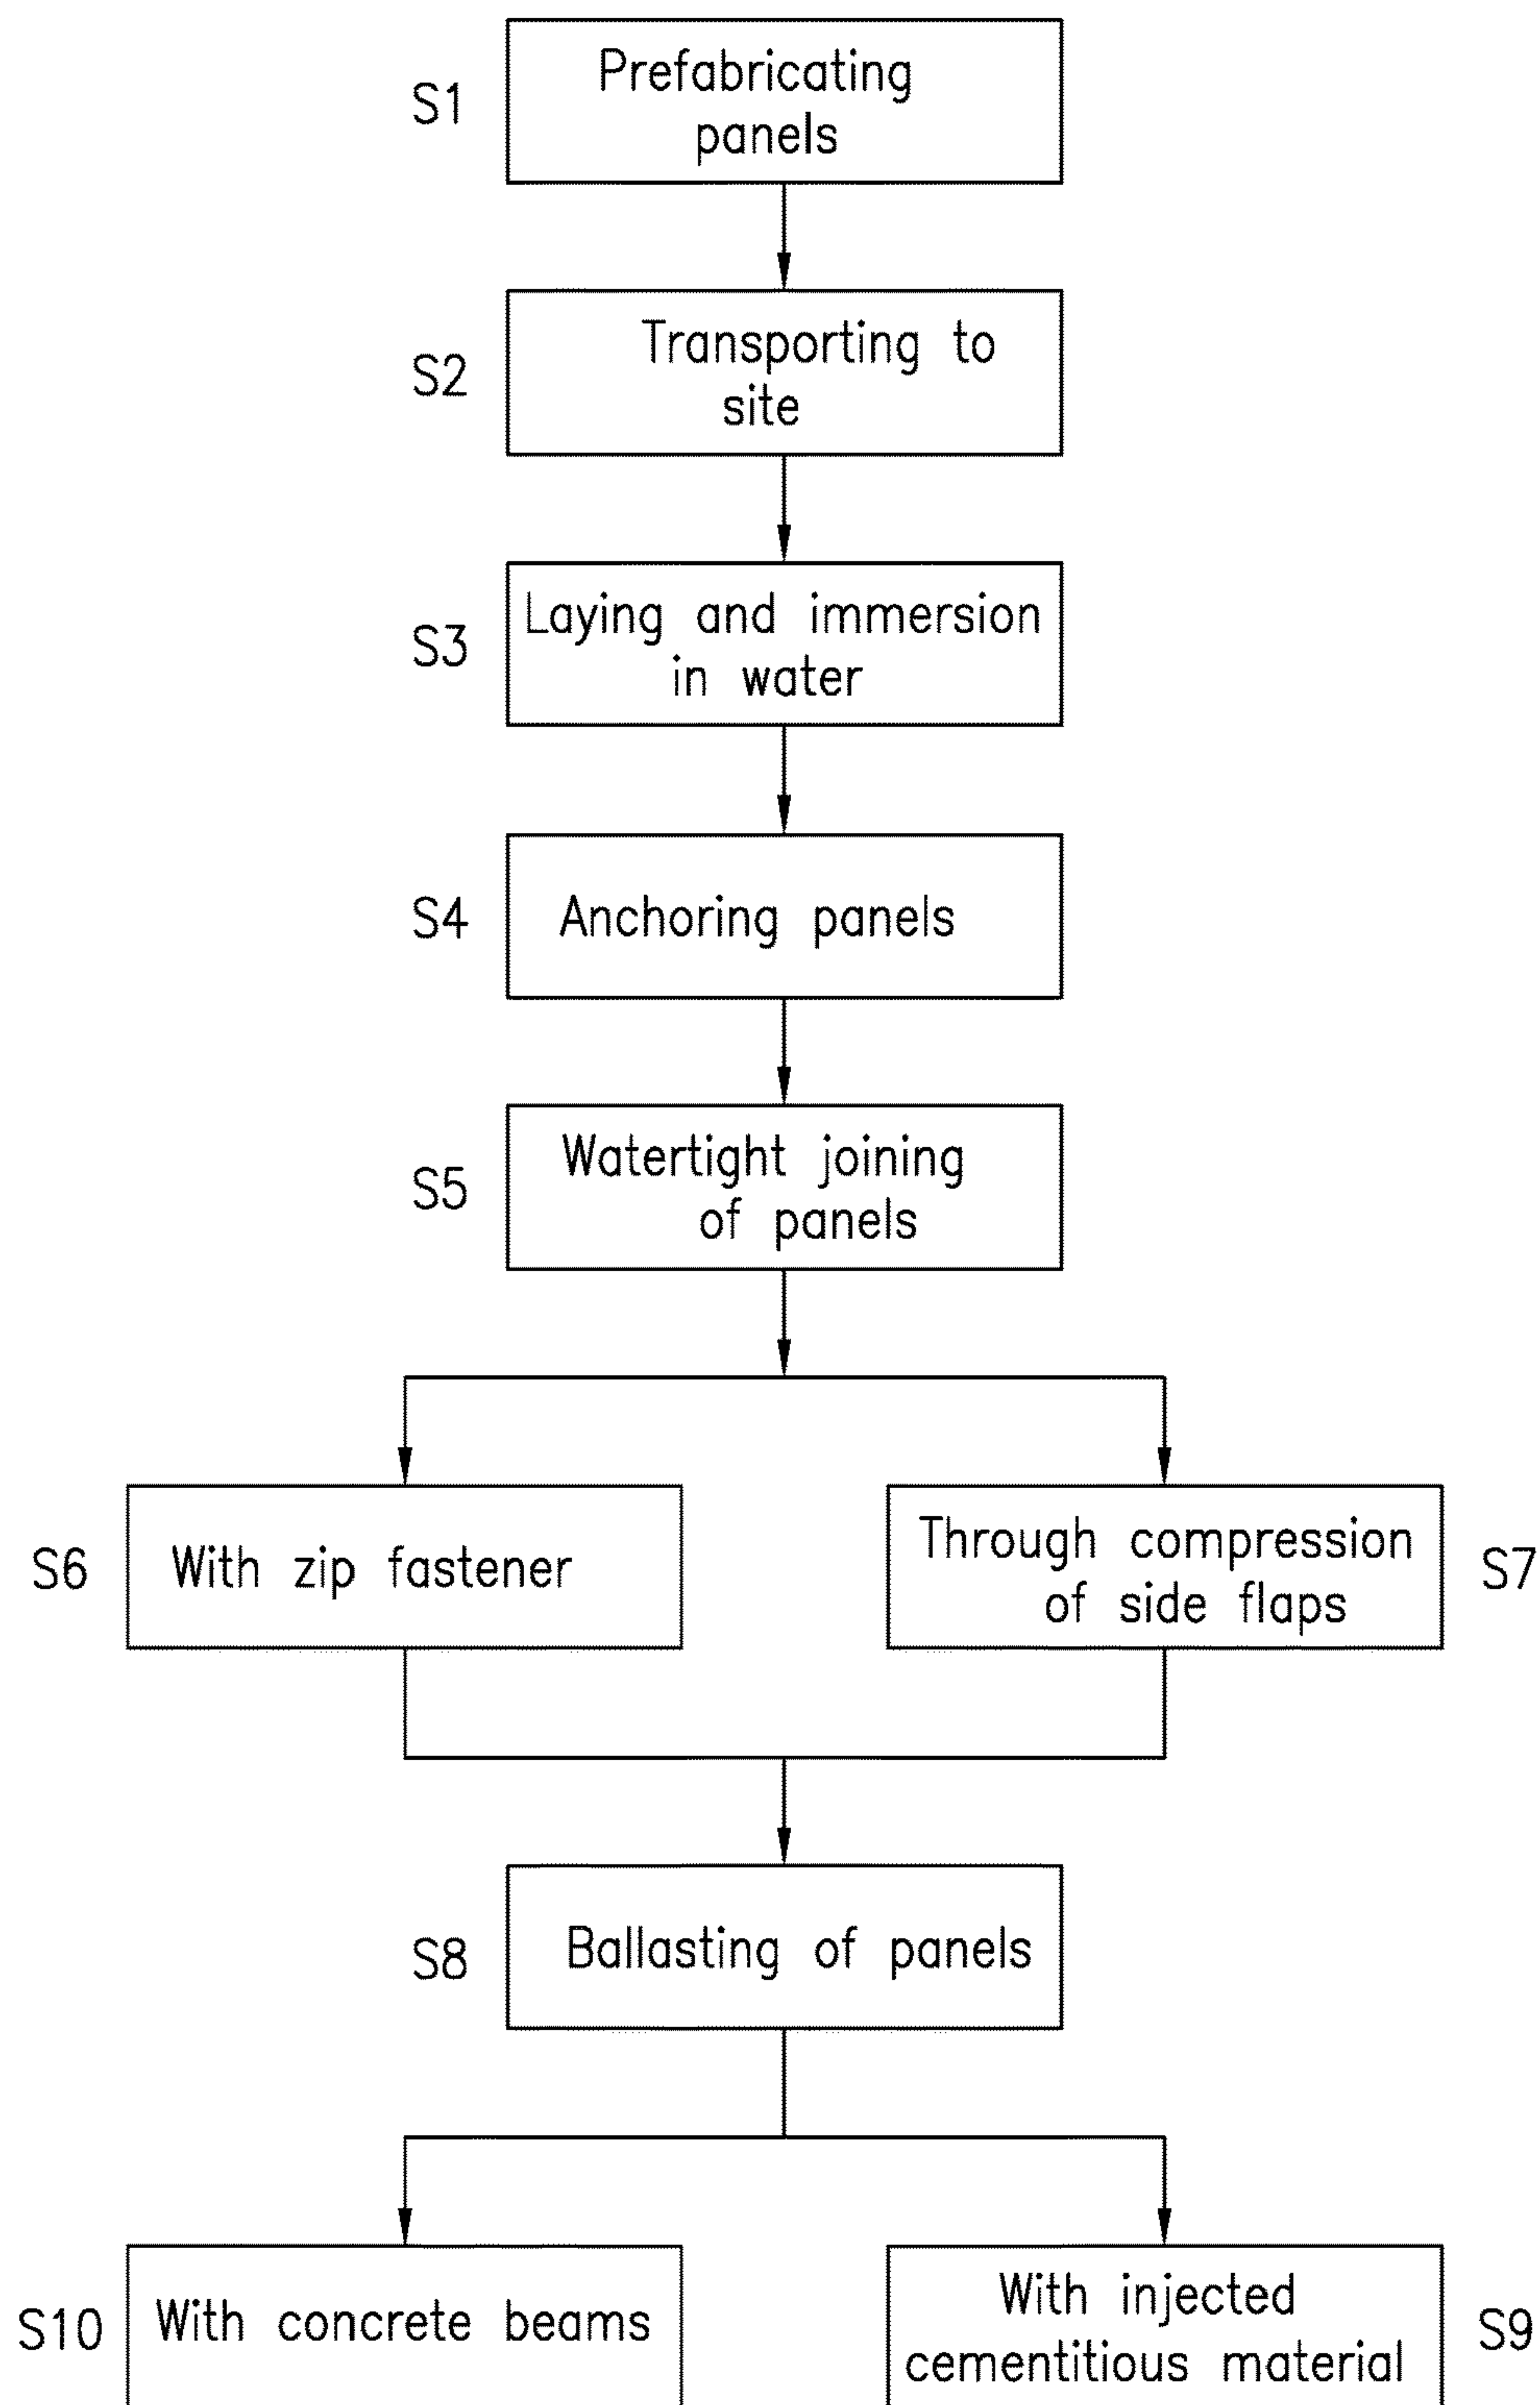 Prefabricating
S1
panels
Transporting to
S2
site
Laying and immersion
S3
in water
S4
Anchoring panels
Watertight joining
S5
of panels
S6
With zip fastener
Through compression
of side flaps
S7
S8
Ballasting of panels
S10
With concrete beams
With injected
cementitious material
S9